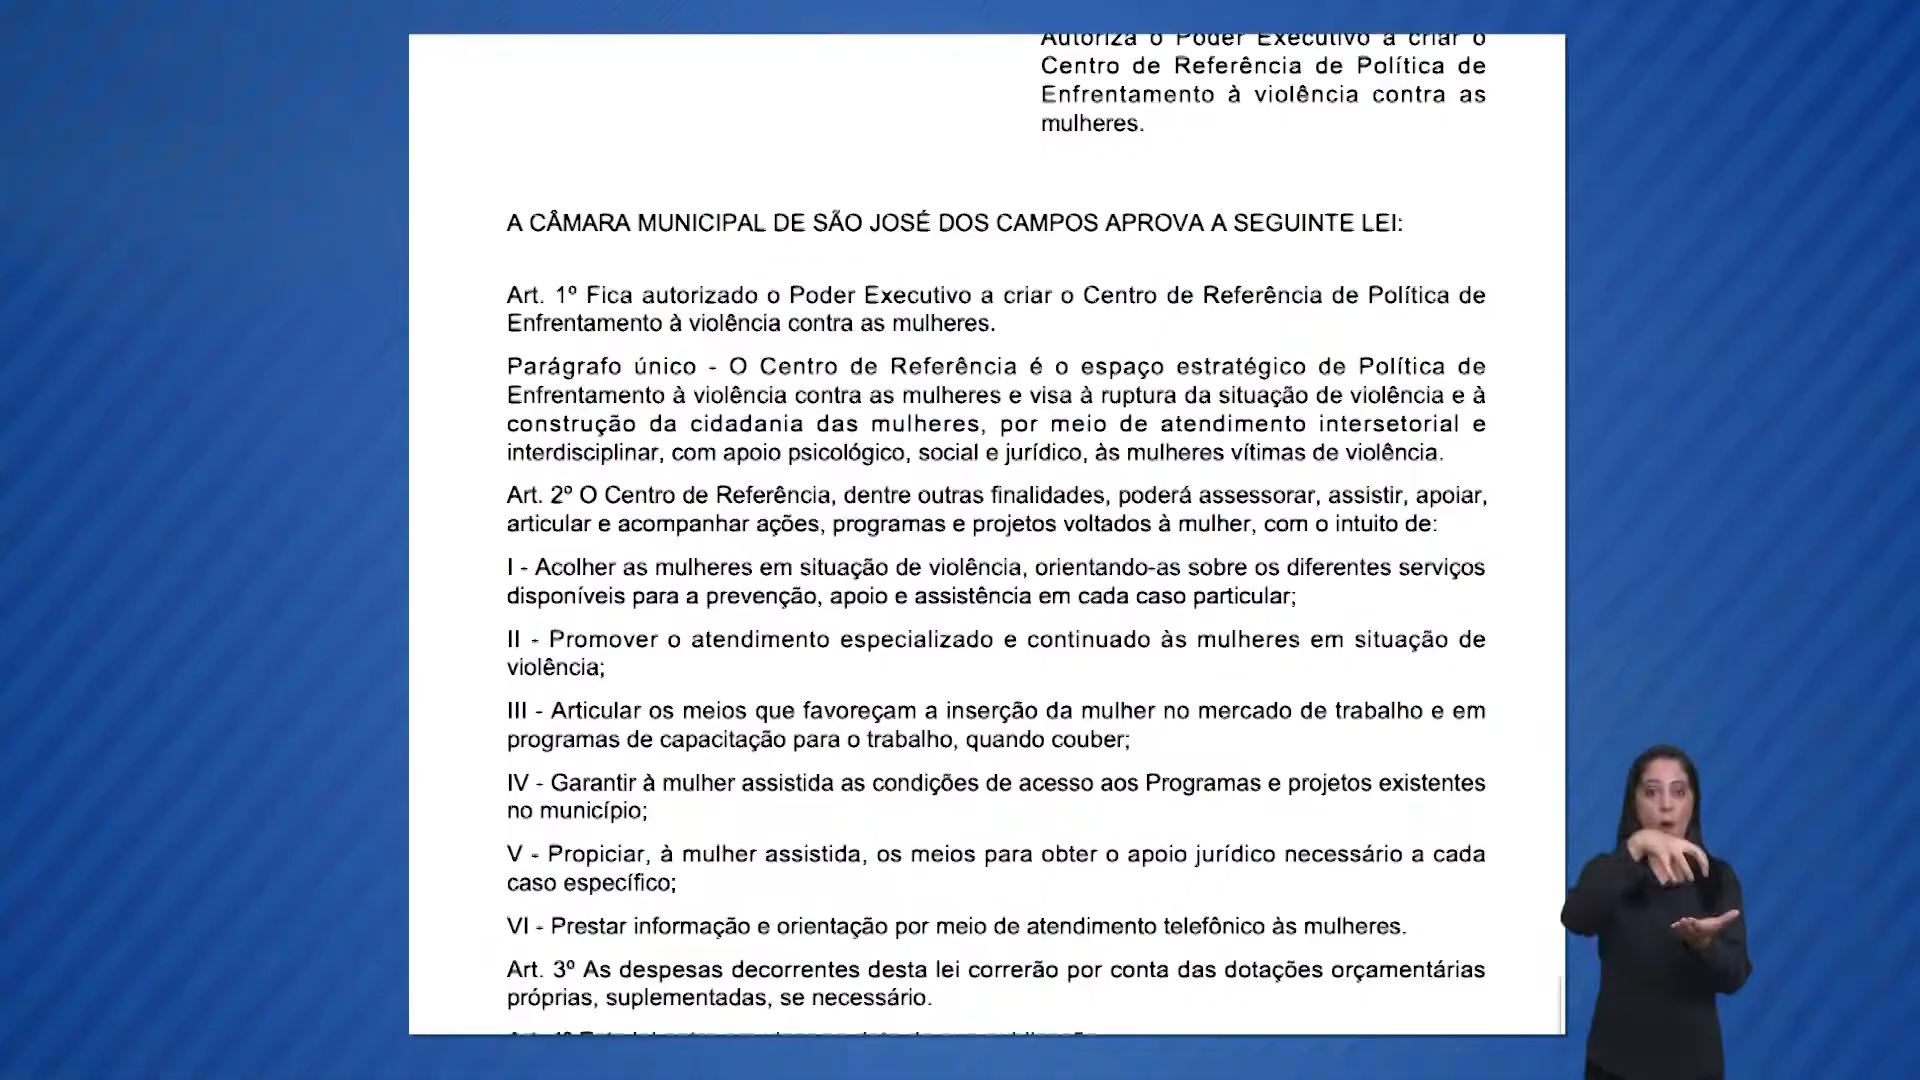 Autoriza o Poder Executivo a criar o
Centro de Referência de Política de
Enfrentamento à violência contra as
mulheres.
A CÂMARA MUNICIPAL DE SÃO JOSÉ DOS CAMPOS APROVA A SEGUINTE LEI:
Art. 1º Fica autorizado o Poder Executivo a criar o Centro de Referência de Política de
Enfrentamento à violência contra as mulheres.
Parágrafo único - O Centro de Referência é o espaço estratégico de Política de
Enfrentamento à violência contra as mulheres e visa à ruptura da situação de violência e à
construção da cidadania das mulheres, por meio de atendimento intersetorial e
interdisciplinar, com apoio psicológico, social e jurídico, às mulheres vítimas de violência.
Art. 2º O Centro de Referência, dentre outras finalidades, poderá assessorar, assistir, apoiar,
articular e acompanhar ações, programas e projetos voltados à mulher, com o intuito de:
I - Acolher as mulheres em situação de violência, orientando-as sobre os diferentes serviços
disponíveis para a prevenção, apoio e assistência em cada caso particular;
II - Promover o atendimento especializado e continuado às mulheres em situação de
violência;
III - Articular os meios que favoreçam a inserção da mulher no mercado de trabalho e em
programas de capacitação para o trabalho, quando couber;
IV - Garantir à mulher assistida as condições de acesso aos Programas e projetos existentes
no município;
V - Propiciar, à mulher assistida, os meios para obter o apoio jurídico necessário a cada
caso específico;
VI - Prestar informação e orientação por meio de atendimento telefônico às mulheres.
Art. 3º As despesas decorrentes desta lei correrão por conta das dotações orçamentárias
próprias, suplementadas, se necessário.